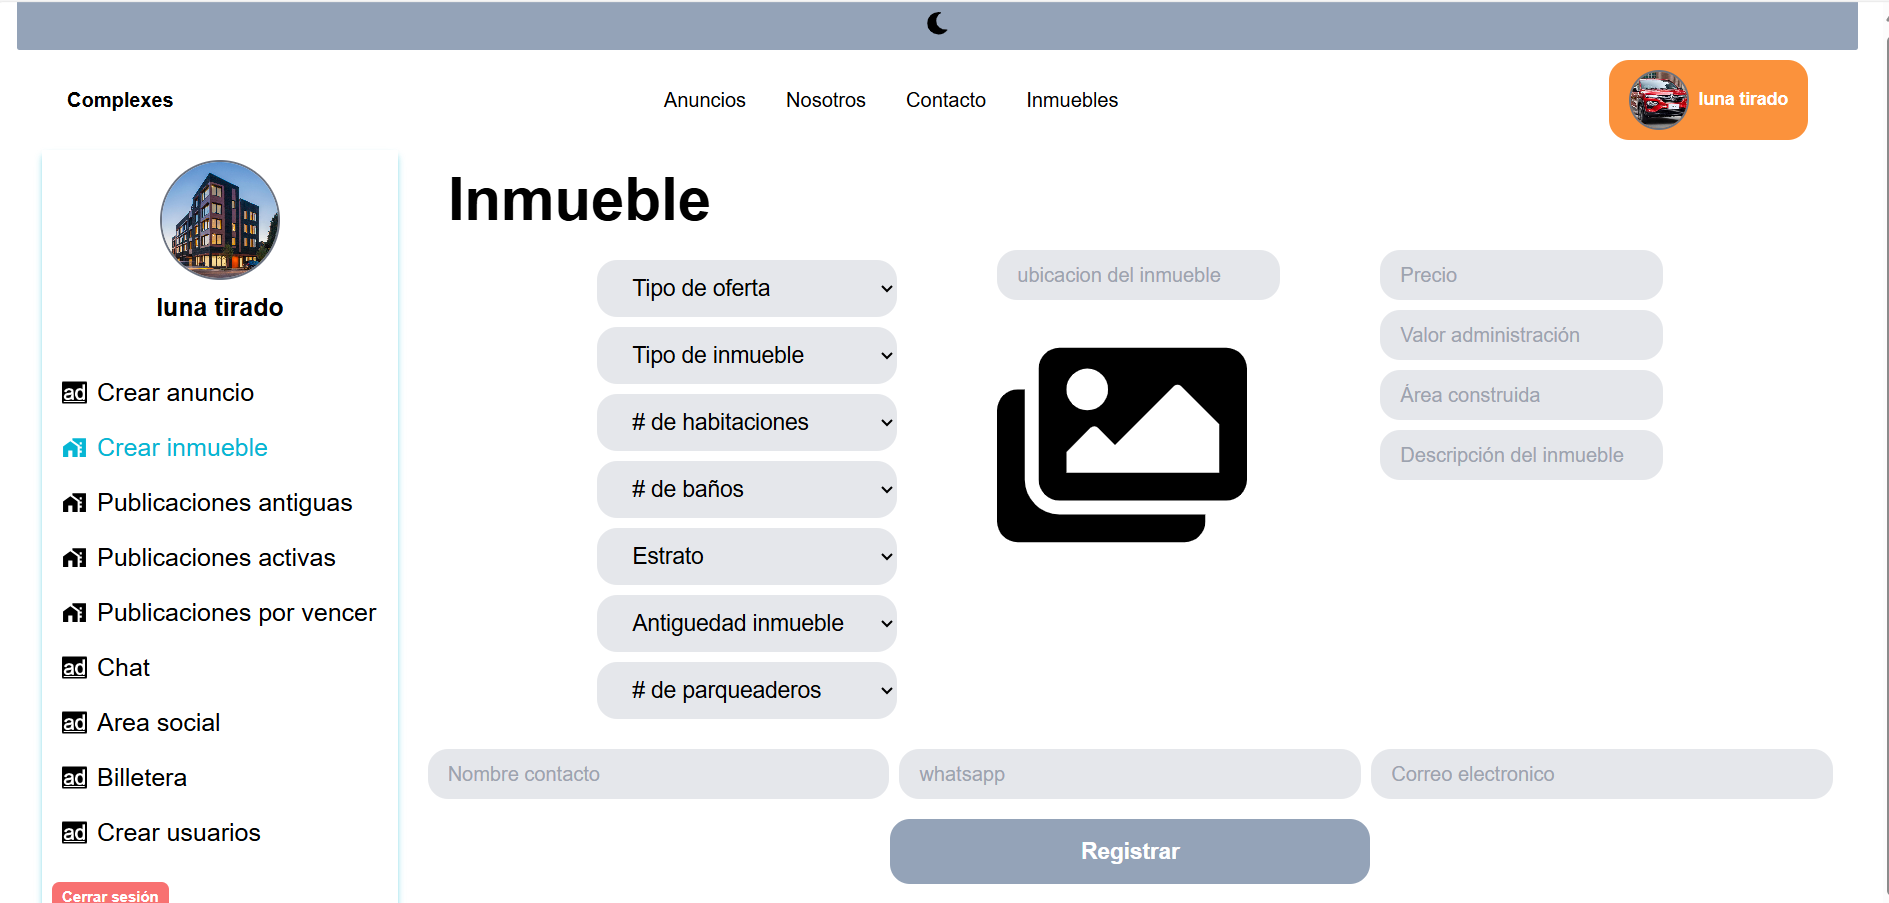 Complexes
Anuncios
Nosotros
Contacto
Inmuebles
luna tirado
luna tirado
ad Crear anuncio
Crear inmueble
Publicaciones antiguas
Publicaciones activas
Publicaciones por vencer
ad Chat
ad Area social
ad Billetera
ad Crear usuarios
Cerrar sesión
Inmueble
Tipo de oferta
Tipo de inmueble
# de habitaciones
# de baños
Estrato
Antiguedad inmueble
# de parqueaderos
ubicacion del inmueble
Precio
Valor administración
Área construida
Descripción del inmueble
Nombre contacto
whatsapp
Correo electronico
Registrar